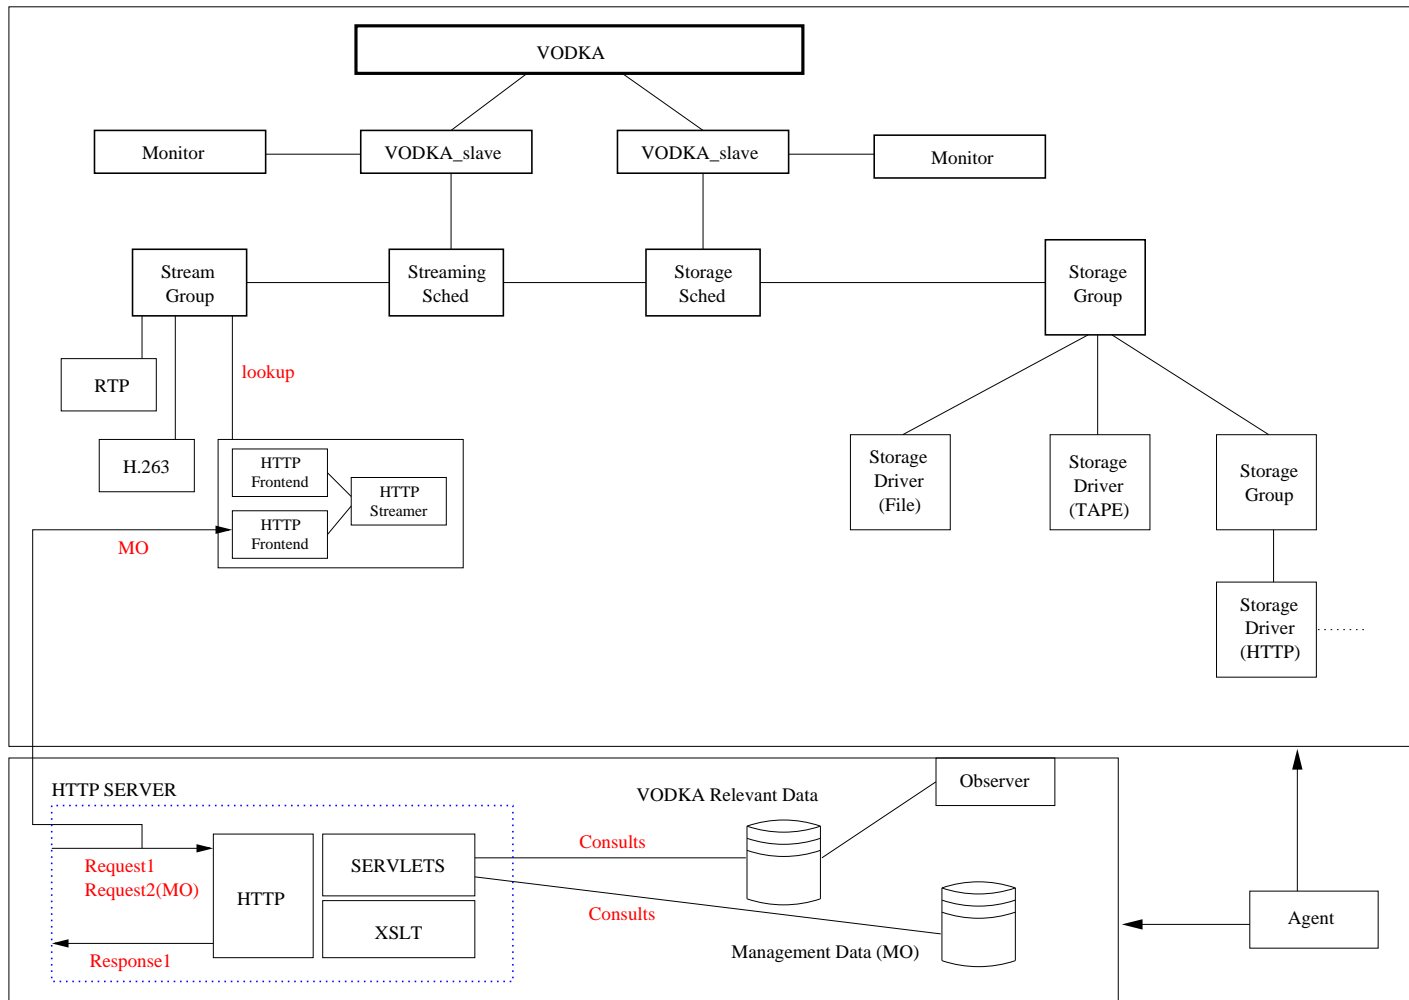 VODKA
Monitor
VODKA_slave
VODKA_slave
Monitor
Stream
Group
Streaming
Sched
Storage
Sched
Storage
Group
RTP
lookup
H.263
HTTP
Frontend
HTTP
Streamer
HTTP
Frontend
MO
Storage
Driver
(File)
Storage
Driver
(TAPE)
Storage
Group
Storage
Driver
(HTTP)
HTTP SERVER
Request1
Request2(MO)
Response1
HTTP
SERVLETS
XSLT
Consults
Consults
VODKA Relevant Data
Observer
Management Data (MO)
Agent